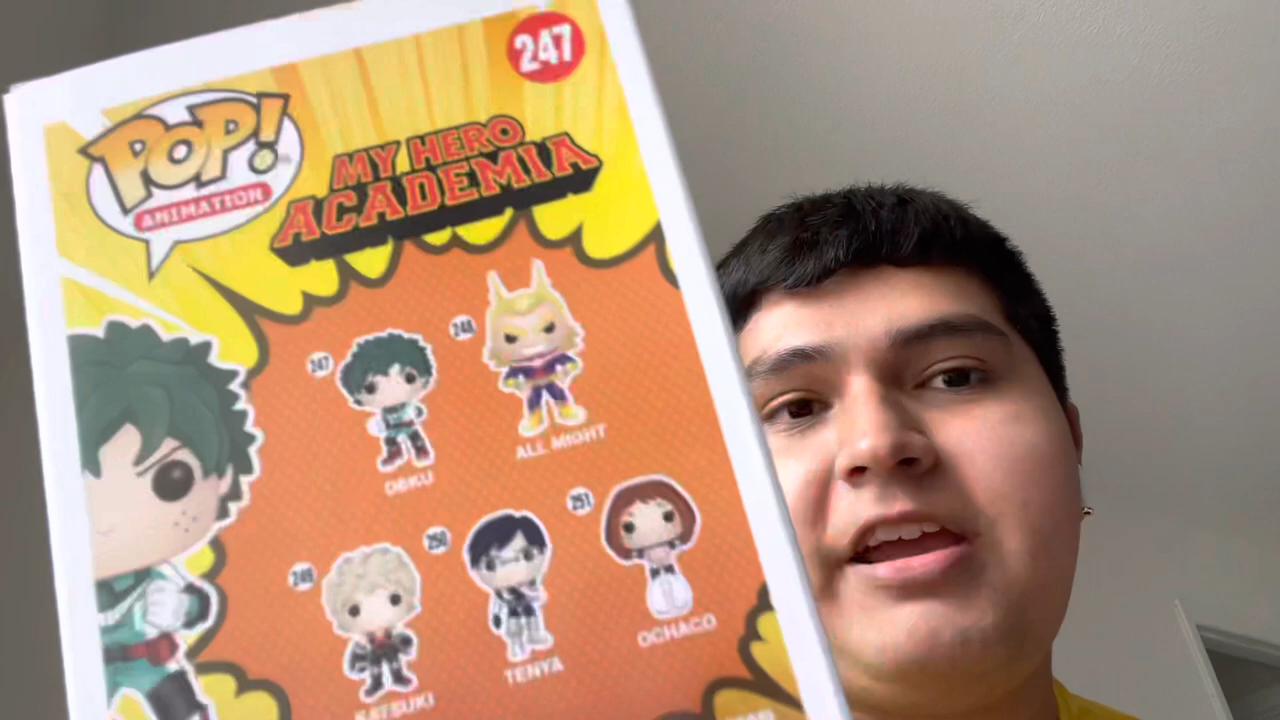 247
POP!
ANIMATION
MY HERO
ACADEMIA
247
248
DEKU
ALL MIGHT
249
250
251
KATSUKI
TENYA
OCHACO